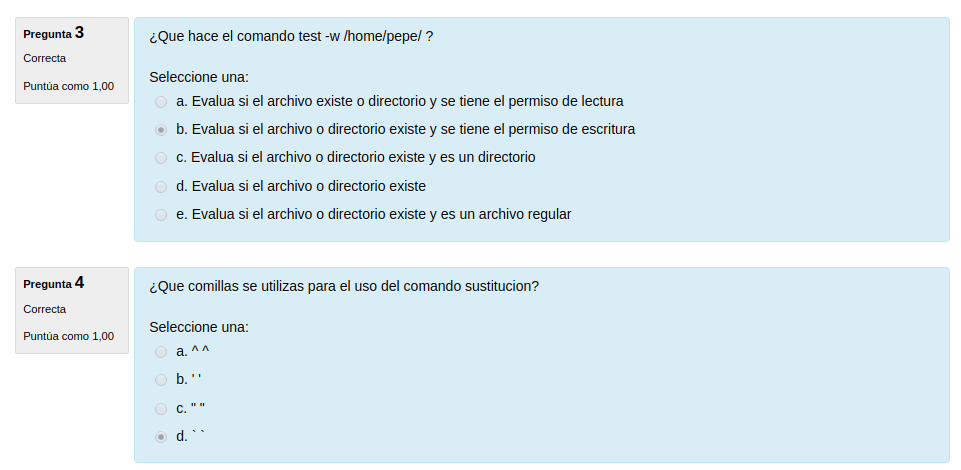 Pregunta 3
Correcta
Puntúa como 1,00
¿Que hace el comando test -w /home/pepe/ ?
Seleccione una:
a. Evalua si el archivo existe o directorio y se tiene el permiso de lectura
b. Evalua si el archivo o directorio existe y se tiene el permiso de escritura
c. Evalua si el archivo o directorio existe y es un directorio
d. Evalua si el archivo o directorio existe
e. Evalua si el archivo o directorio existe y es un archivo regular
Pregunta 4
Correcta
Puntúa como 1,00
¿Que comillas se utilizas para el uso del comando sustitucion?
Seleccione una:
a. ^ ^
b. ' '
c. " "
d. ` `